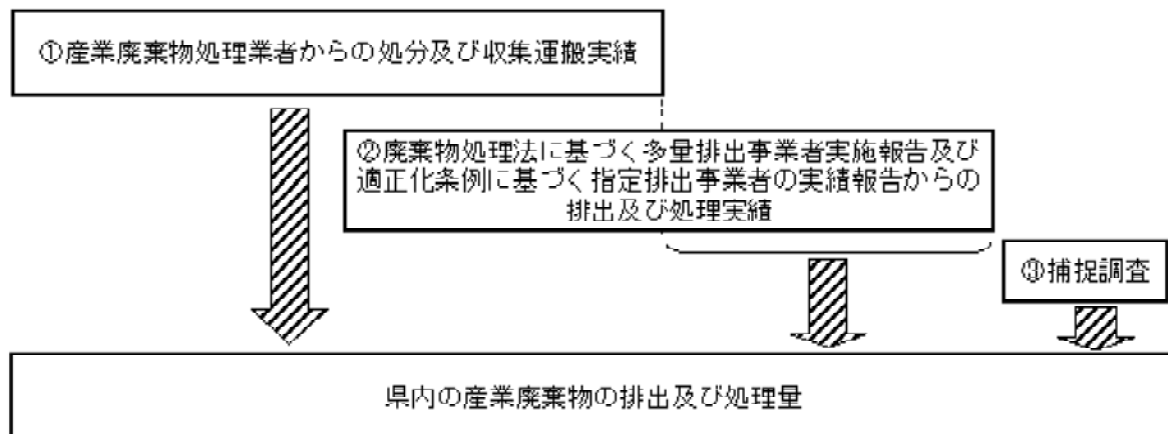 ①産業廃棄物処理業者からの処分及び収集運搬実績
②廃棄物処理法に基づく多量排出事業者実施報告及び
適正化条例に基づく指定排出事業者の実績報告からの
排出及び処理実績
③捕捉調査
県内の産業廃棄物の排出及び処理量